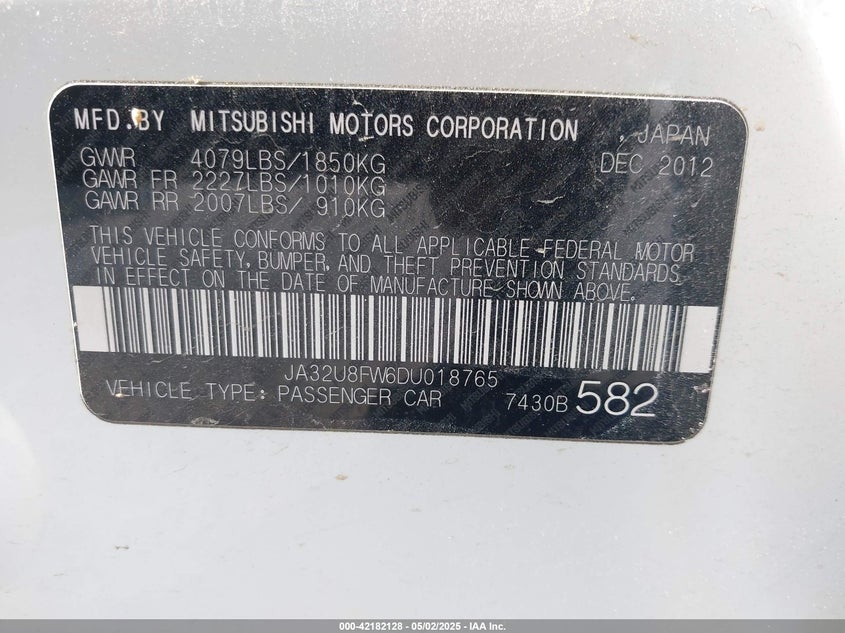 MFD.BY MITSUBISHI MOTORS CORPORATION , JAPAN
GVWR 4079LBS/1850KG DEC 2012
GAWR FR 2227LBS/1010KG
GAWR RR 2007LBS/ 910KG
THIS VEHICLE CONFORMS TO ALL APPLICABLE FEDERAL MOTOR
VEHICLE SAFETY, BUMPER, AND THEFT PREVENTION STANDARDS
IN EFFECT ON THE DATE OF MANUFACTURE SHOWN ABOVE.
JA32U8FW6DU018765
VEHICLE TYPE: PASSENGER CAR 7430B 582
000-42182128 - 05/02/2025 - IAA Inc.